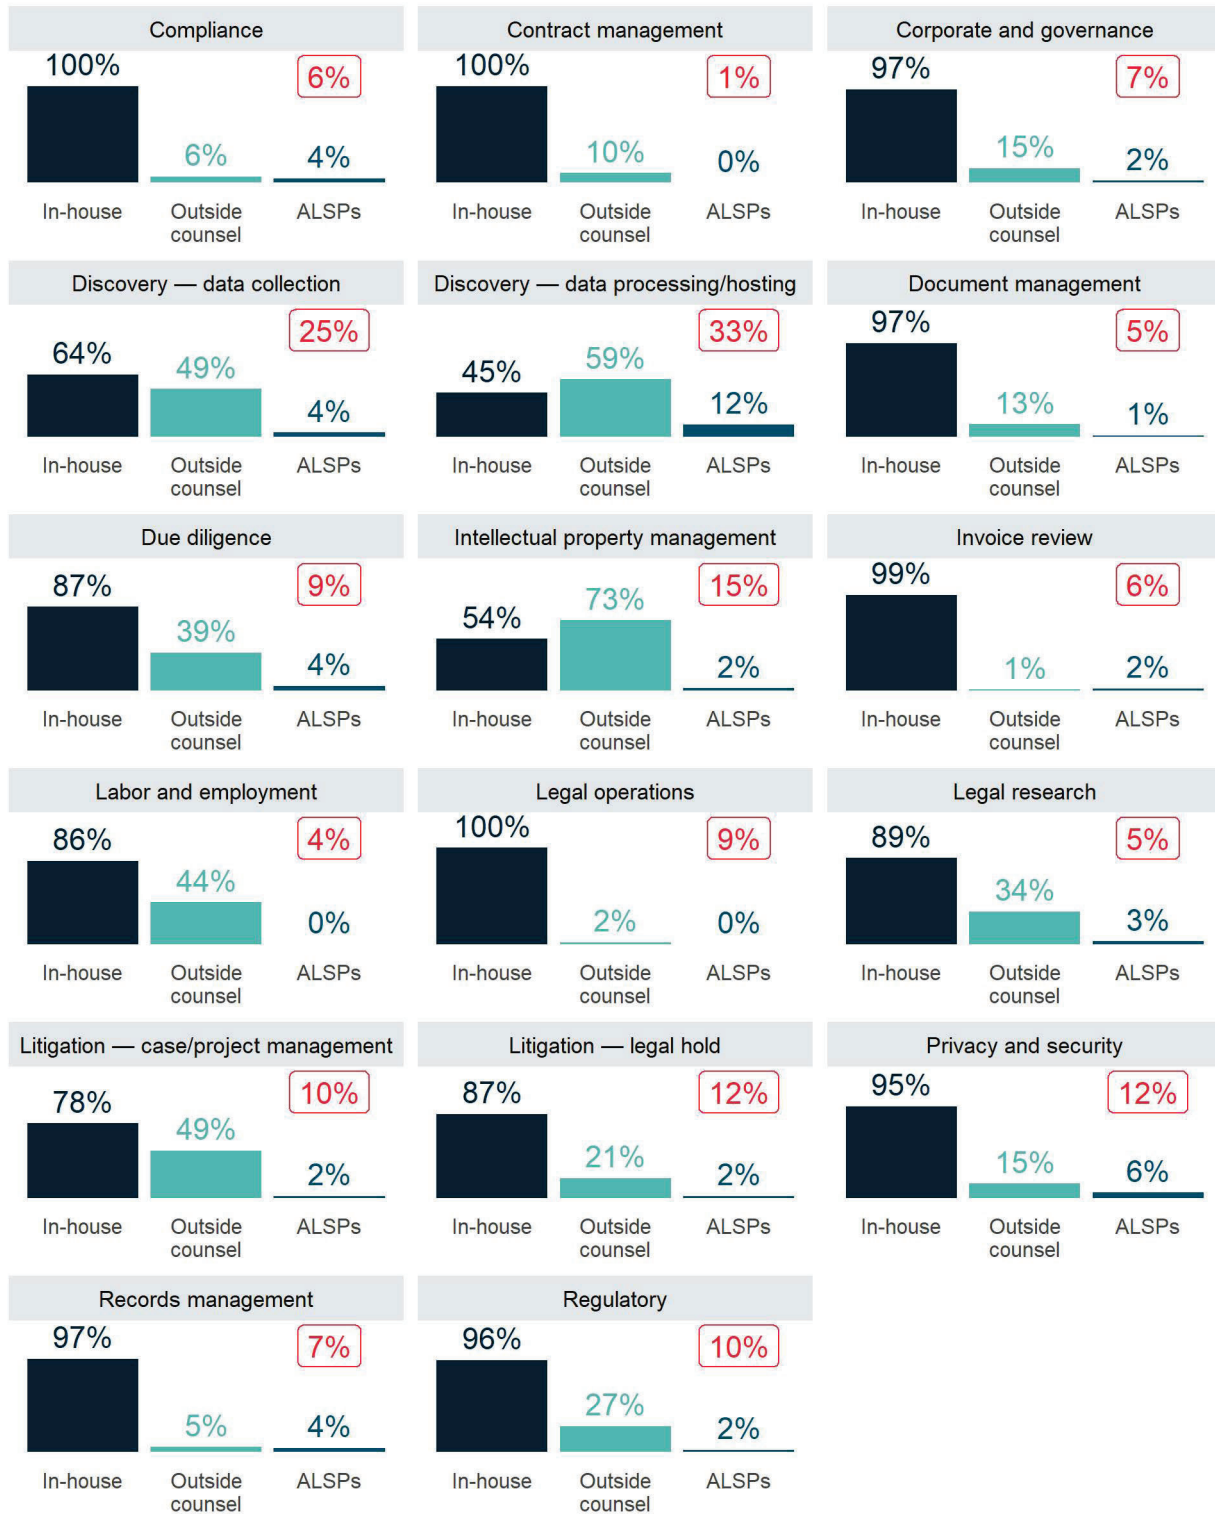 Compliance
100%
6%
6%
4%
In-house
Outside
counsel
ALSPs
Contract management
100%
1%
10%
0%
In-house
Outside
counsel
ALSPs
Corporate and governance
97%
7%
15%
2%
In-house
Outside
counsel
ALSPs
Discovery — data collection
25%
64%
49%
4%
In-house
Outside
counsel
ALSPs
Discovery — data processing/hosting
33%
45%
59%
12%
In-house
Outside
counsel
ALSPs
Document management
97%
5%
13%
1%
In-house
Outside
counsel
ALSPs
Due diligence
87%
9%
39%
4%
In-house
Outside
counsel
ALSPs
Intellectual property management
15%
54%
73%
2%
In-house
Outside
counsel
ALSPs
Invoice review
99%
6%
1%
2%
In-house
Outside
counsel
ALSPs
Labor and employment
86%
4%
44%
0%
In-house
Outside
counsel
ALSPs
Legal operations
100%
9%
2%
0%
In-house
Outside
counsel
ALSPs
Legal research
89%
5%
34%
3%
In-house
Outside
counsel
ALSPs
Litigation — case/project management
78%
10%
49%
2%
In-house
Outside
counsel
ALSPs
Litigation — legal hold
87%
12%
21%
2%
In-house
Outside
counsel
ALSPs
Privacy and security
95%
12%
15%
6%
In-house
Outside
counsel
ALSPs
Records management
97%
7%
5%
4%
In-house
Outside
counsel
ALSPs
Regulatory
96%
10%
27%
2%
In-house
Outside
counsel
ALSPs